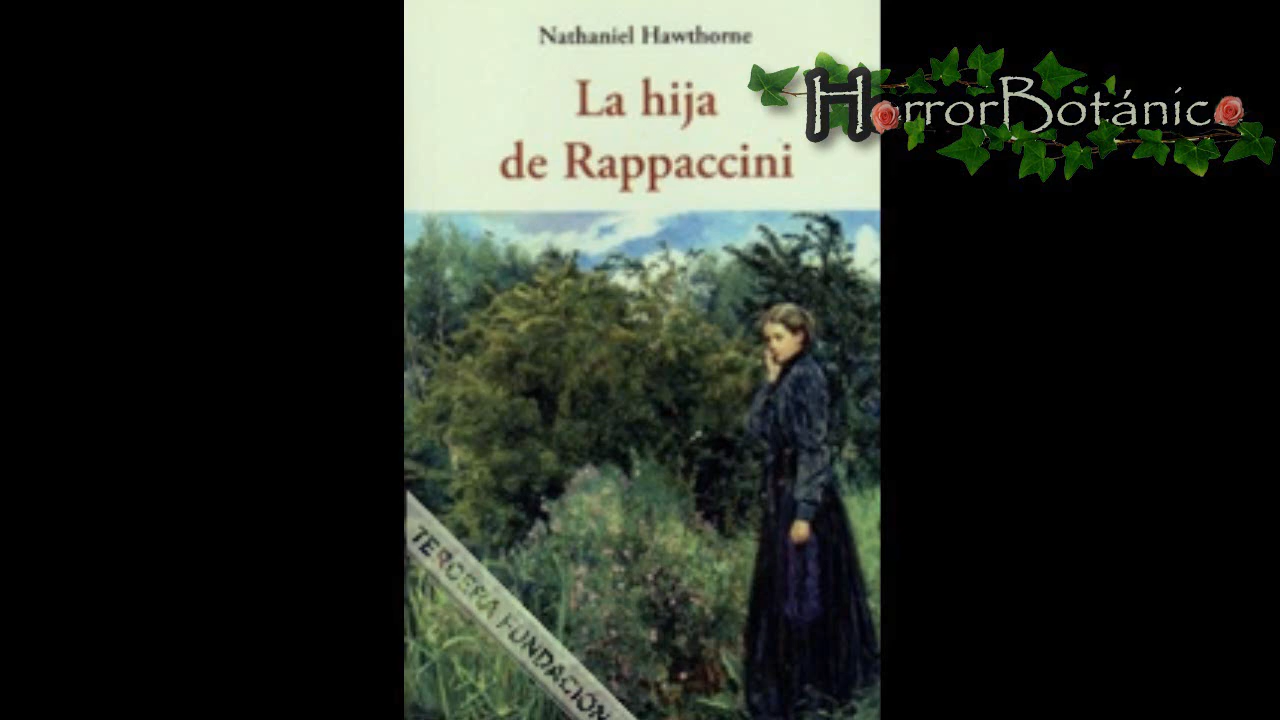 Nathaniel Hawthorne
La hija
de Rappaccini
HorrorBotánico
TERCERA FUNDACIÓN